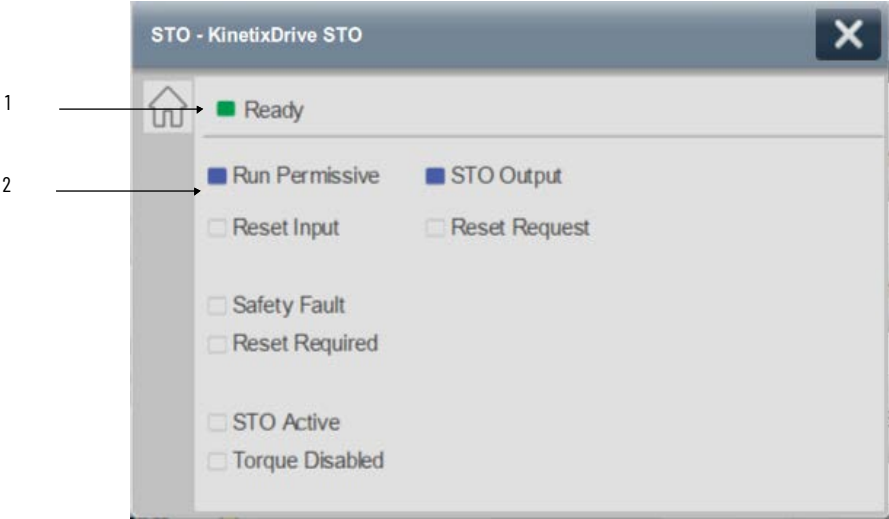 STO - KinetixDrive STO
1
Ready
2
Run Permissive STO Output
Reset Input Reset Request
Safety Fault
Reset Required
STO Active
Torque Disabled